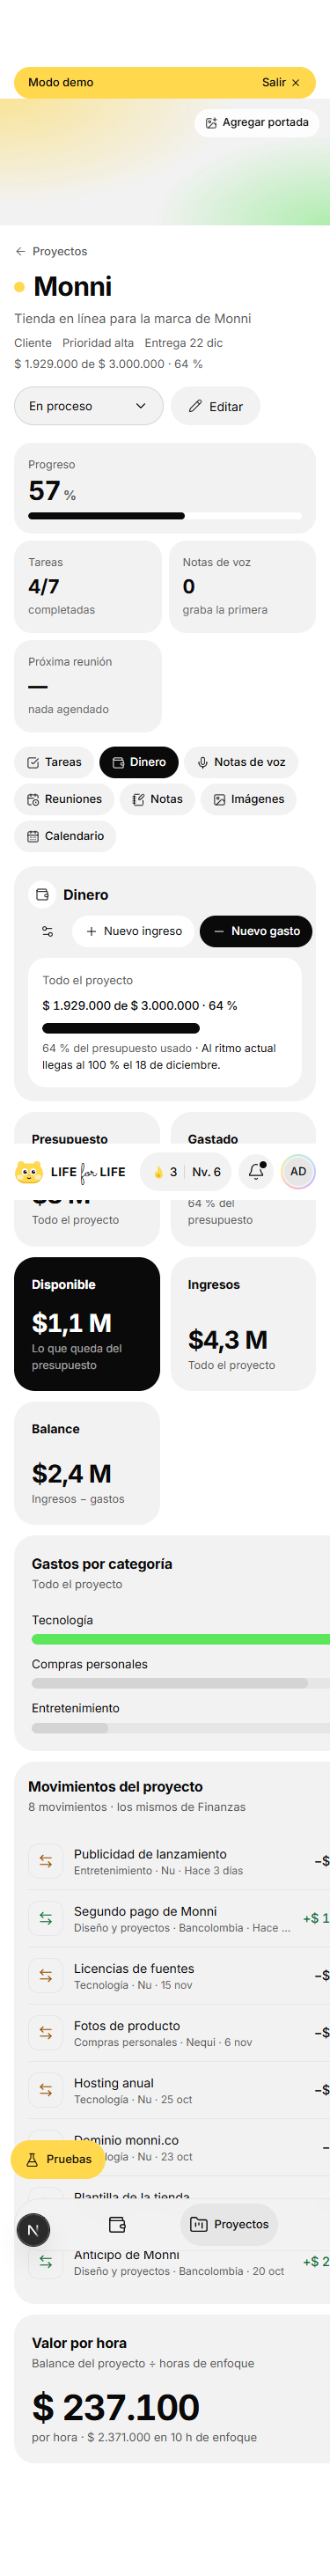 Modo demo
Salir ×
Agregar portada
← Proyectos
Monni
Tienda en línea para la marca de Monni
Cliente Prioridad alta Entrega 22 dic
$ 1.929.000 de $ 3.000.000 · 64 %
En proceso
Editar
Progreso
57 %
Tareas
4/7
completadas
Notas de voz
0
graba la primera
Próxima reunión
—
nada agendado
Tareas
Dinero
Notas de voz
Reuniones
Notas
Imágenes
Calendario
Dinero
+ Nuevo ingreso
− Nuevo gasto
Todo el proyecto
$ 1.929.000 de $ 3.000.000 · 64 %
64 % del presupuesto usado · Al ritmo actual
llegas al 100 % el 18 de diciembre.
Presupuesto
Gastado
LIFE for LIFE
3
Nv. 6
AD
Todo el proyecto
64 % del
presupuesto
Disponible
$1,1 M
Lo que queda del
presupuesto
Ingresos
$4,3 M
Todo el proyecto
Balance
$2,4 M
Ingresos − gastos
Gastos por categoría
Todo el proyecto
Tecnología
Compras personales
Entretenimiento
Movimientos del proyecto
8 movimientos · los mismos de Finanzas
Publicidad de lanzamiento
−$
Entretenimiento · Nu · Hace 3 días
Segundo pago de Monni
+$ 1
Diseño y proyectos · Bancolombia · Hace ...
Licencias de fuentes
−$
Tecnología · Nu · 15 nov
Fotos de producto
−$
Compras personales · Nequi · 6 nov
Hosting anual
−$
Tecnología · Nu · 25 oct
Dominio monni.co
−
logía · Nu · 23 oct
Pruebas
Plantilla de la tienda
N
Proyectos
Anticipo de Monni
+$ 2
Diseño y proyectos · Bancolombia · 20 oct
Valor por hora
Balance del proyecto ÷ horas de enfoque
$ 237.100
por hora · $ 2.371.000 en 10 h de enfoque